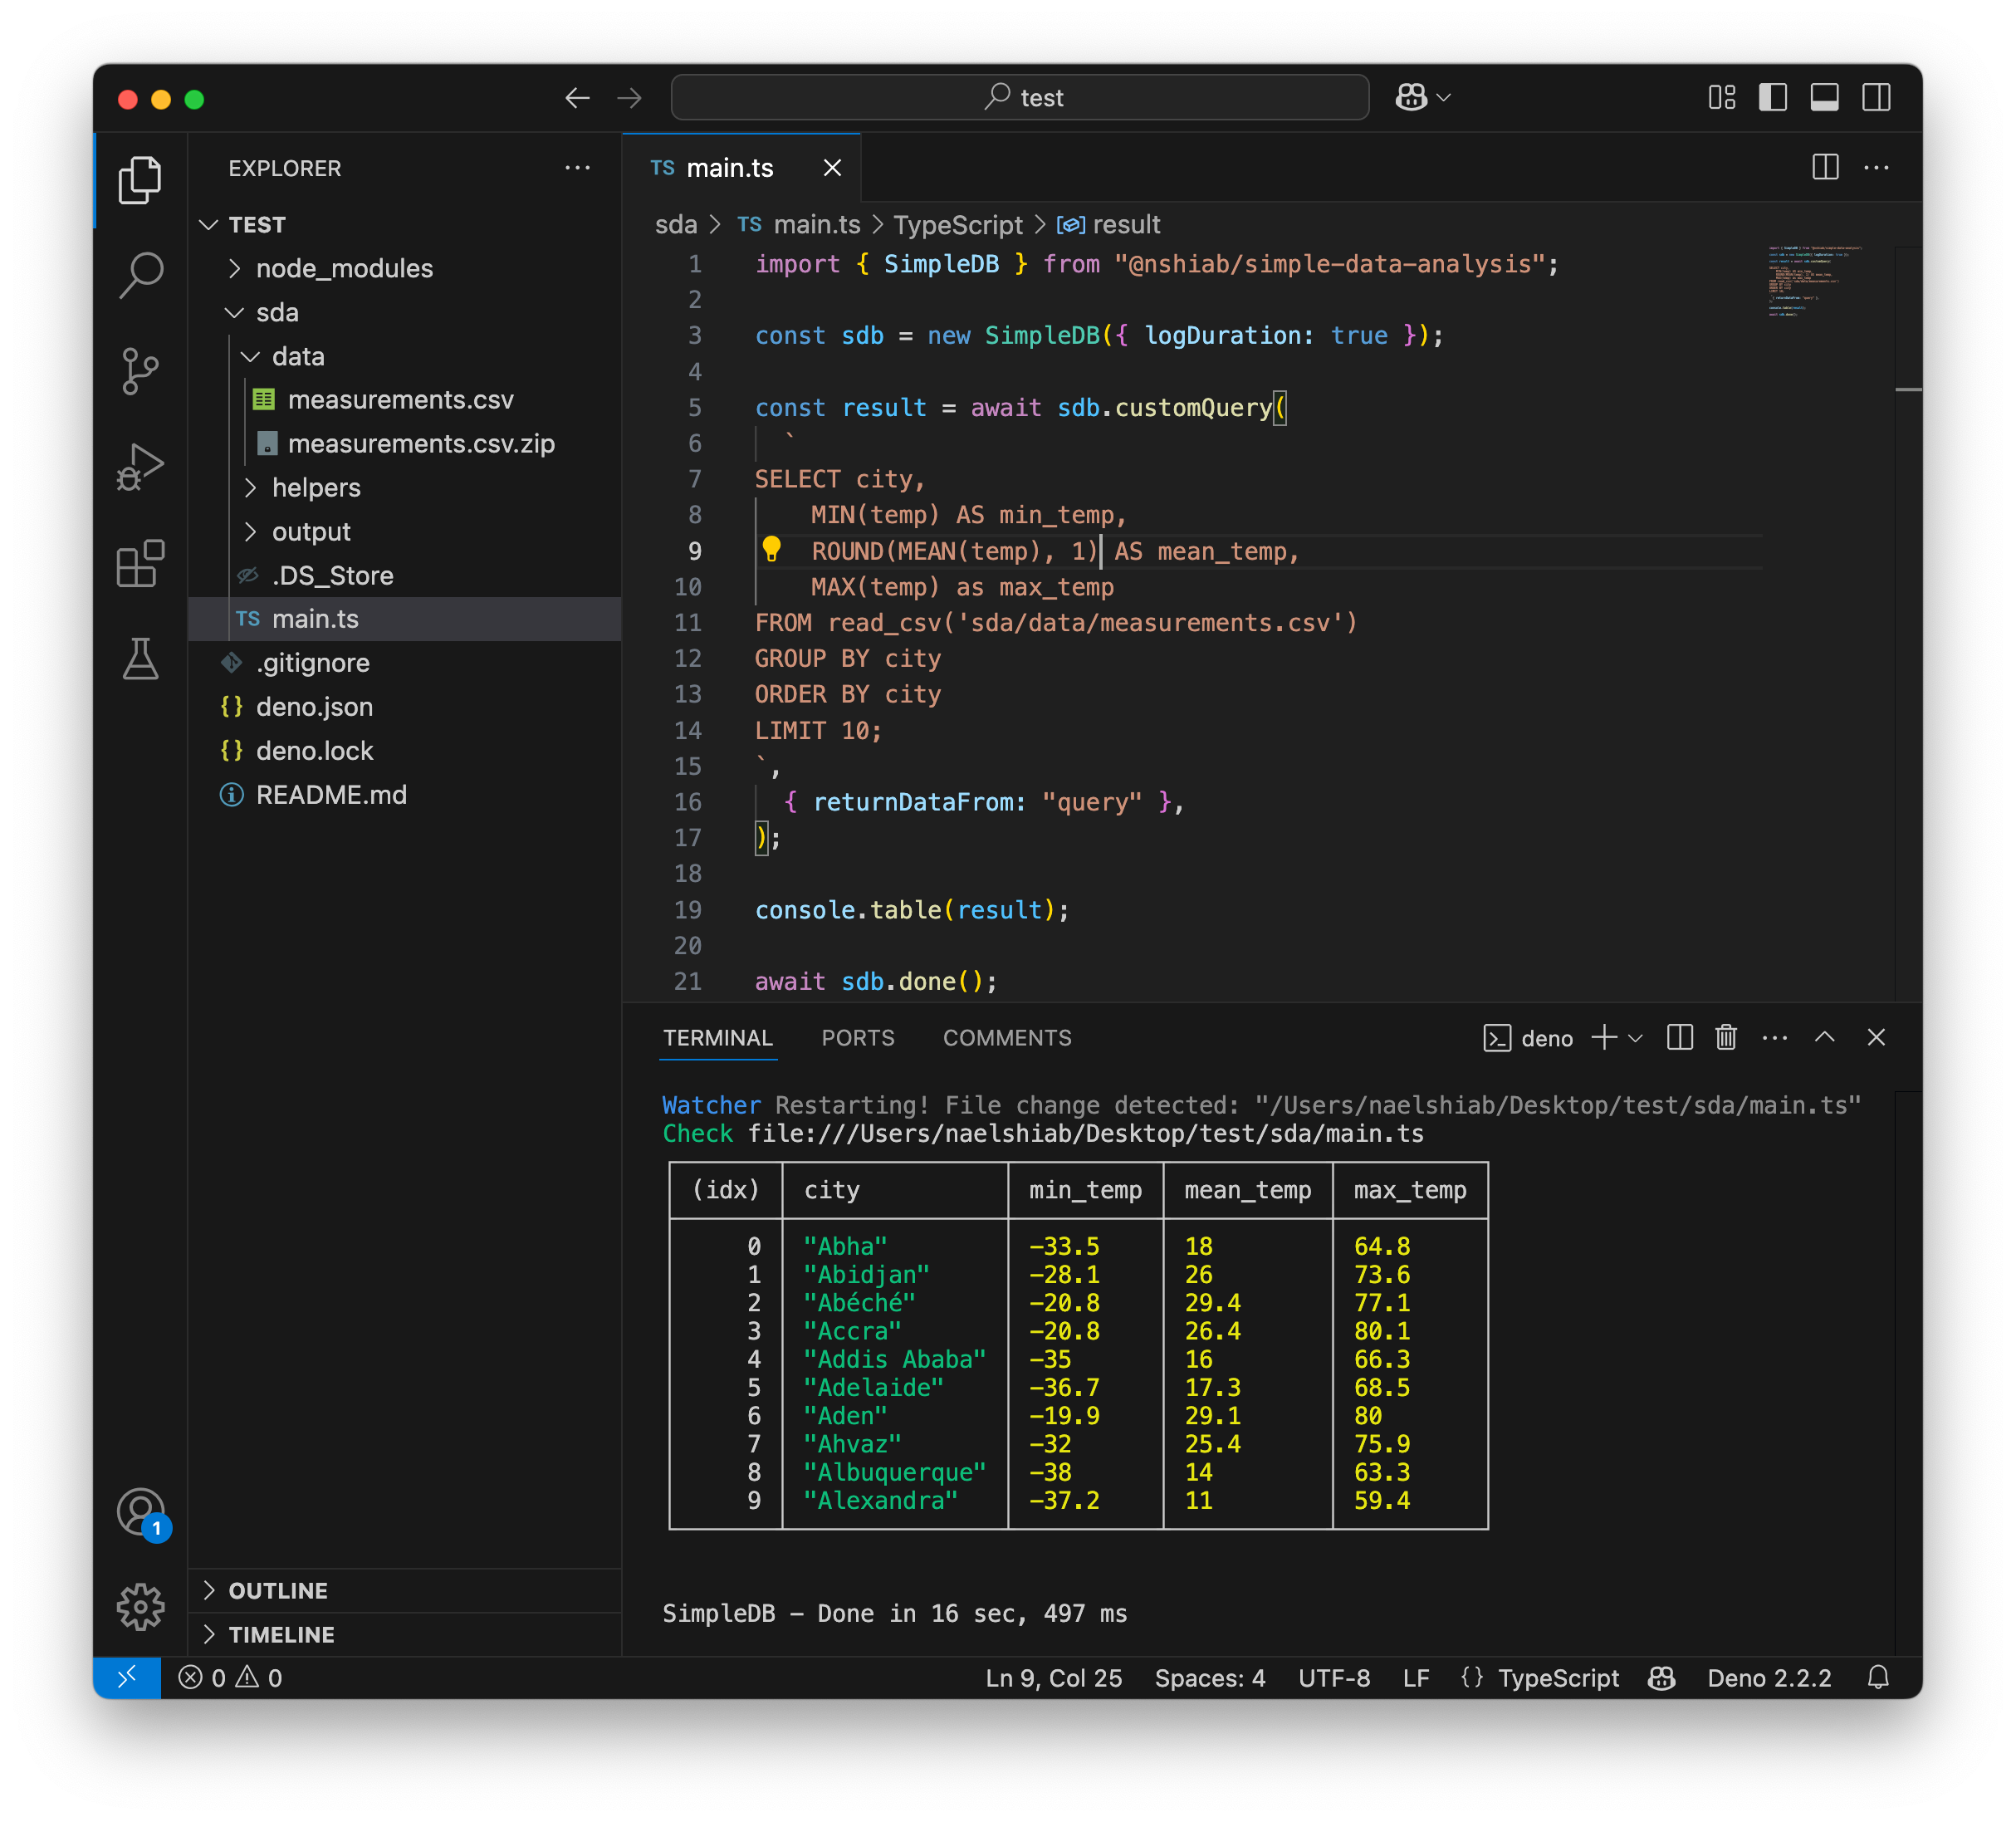 test
EXPLORER
TEST
node_modules
sda
data
measurements.csv
measurements.csv.zip
helpers
output
.DS_Store
TS main.ts
.gitignore
{} deno.json
{} deno.lock
README.md
1
OUTLINE
TIMELINE
TS main.ts
sda > TS main.ts > TypeScript > result
1 import { SimpleDB } from "@nshiab/simple-data-analysis";
2
3 const sdb = new SimpleDB({ logDuration: true });
4
5 const result = await sdb.customQuery(
6 `
7 SELECT city,
8 MIN(temp) AS min_temp,
9 ROUND(MEAN(temp), 1) AS mean_temp,
10 MAX(temp) as max_temp
11 FROM read_csv('sda/data/measurements.csv')
12 GROUP BY city
13 ORDER BY city
14 LIMIT 10;
15 `,
16 { returnDataFrom: "query" },
17 );
18
19 console.table(result);
20
21 await sdb.done();
TERMINAL PORTS COMMENTS deno
Watcher Restarting! File change detected: "/Users/naelshiab/Desktop/test/sda/main.ts"
Check file:///Users/naelshiab/Desktop/test/sda/main.ts
(idx) city min_temp mean_temp max_temp
0 "Abha" -33.5 18 64.8
1 "Abidjan" -28.1 26 73.6
2 "Abéché" -20.8 29.4 77.1
3 "Accra" -20.8 26.4 80.1
4 "Addis Ababa" -35 16 66.3
5 "Adelaide" -36.7 17.3 68.5
6 "Aden" -19.9 29.1 80
7 "Ahvaz" -32 25.4 75.9
8 "Albuquerque" -38 14 63.3
9 "Alexandra" -37.2 11 59.4
SimpleDB - Done in 16 sec, 497 ms
0 0 Ln 9, Col 25 Spaces: 4 UTF-8 LF {} TypeScript Deno 2.2.2